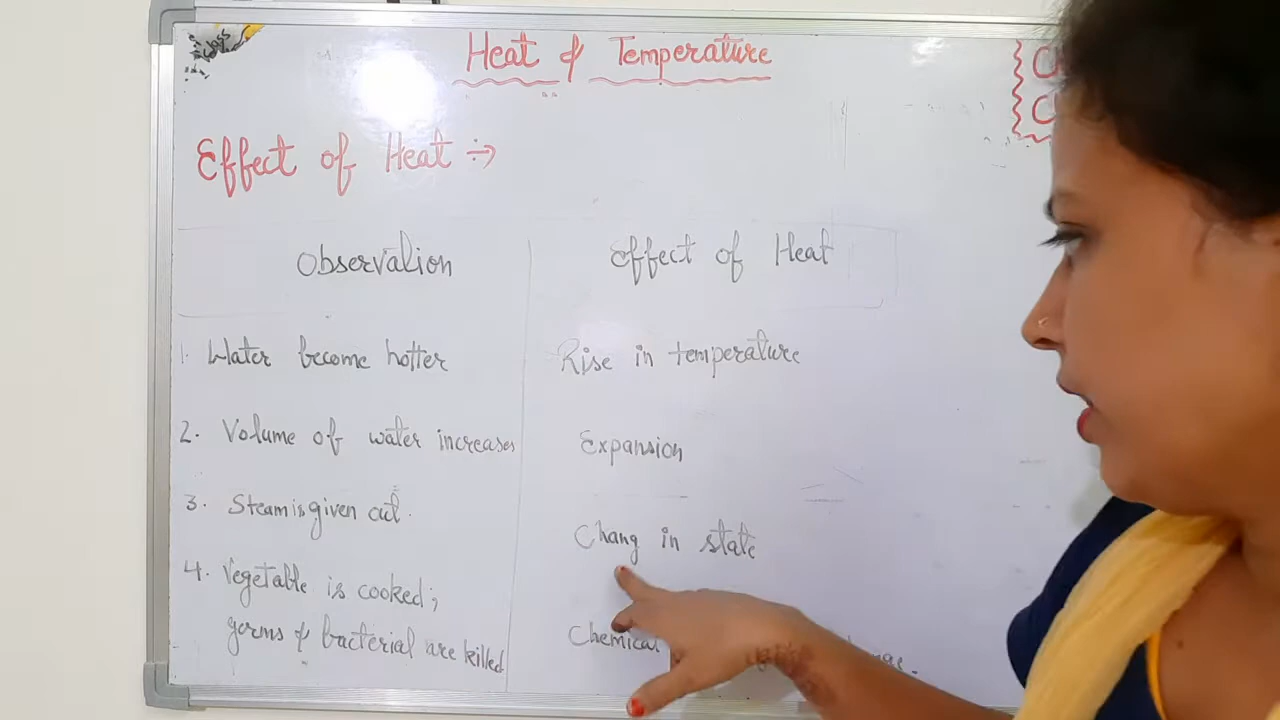 Heat & Temperature
Effect of Heat
Observation
Effect of Heat
1. Water become hotter
Rise in temperature
2. Volume of water increases
Expansion
3. Steam is given out.
Chang in state
4. Vegetable is cooked;
germs & bacterial are killed
Chemical